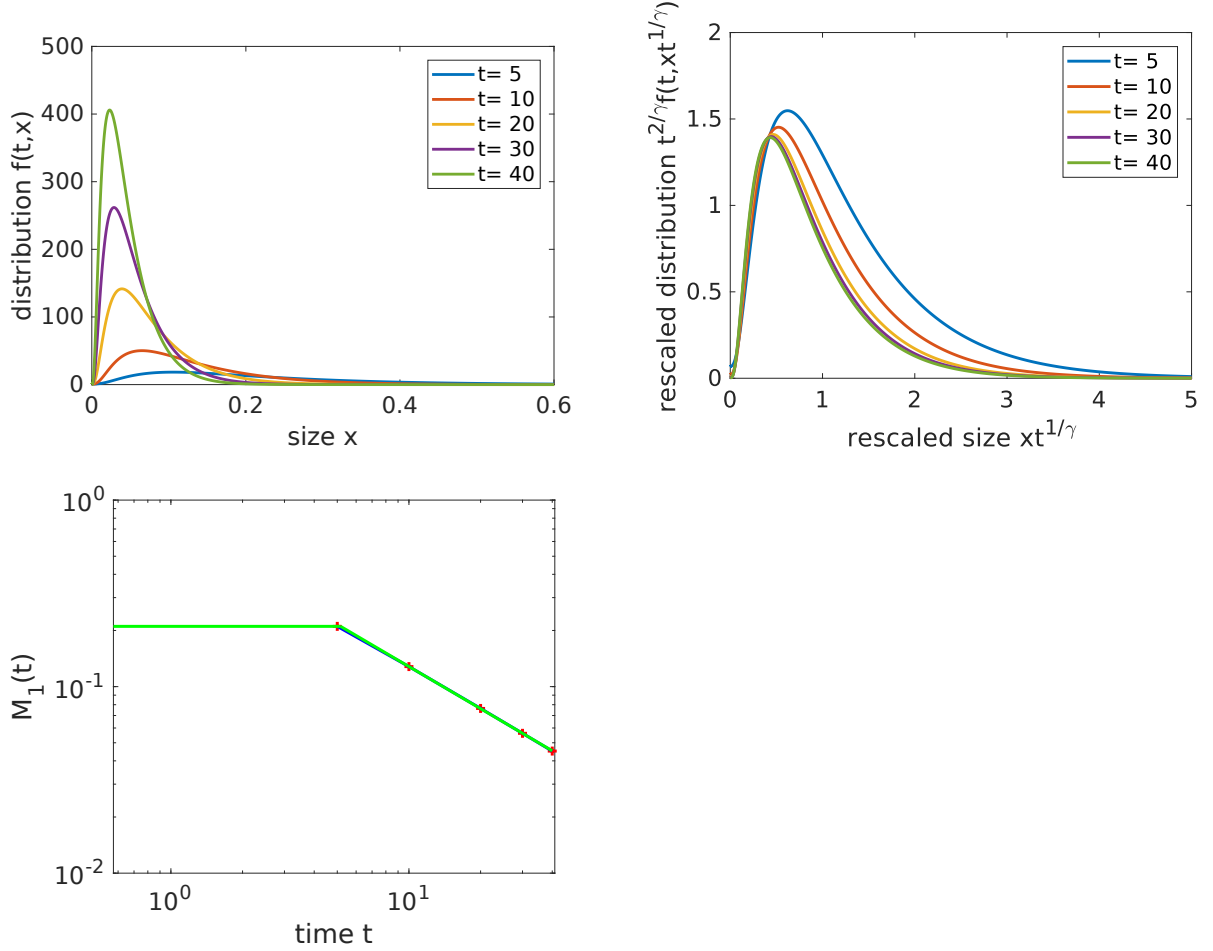 500
400
300
200
100
0
0
0.2
0.4
0.6
distribution f(t,x)
size x
t= 5
t= 10
t= 20
t= 30
t= 40
2
1.5
1
0.5
0
0
1
2
3
4
5
rescaled distribution t^{2/γ}f(t,xt^{1/γ})
rescaled size xt^{1/γ}
t= 5
t= 10
t= 20
t= 30
t= 40
10^0
10^{-1}
10^{-2}
10^0
10^1
M_1(t)
time t